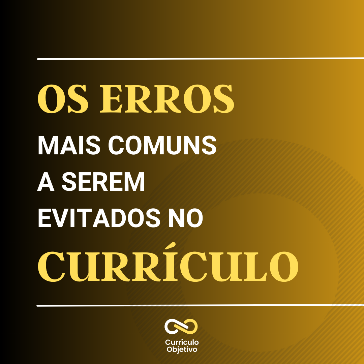 OS ERROS
MAIS COMUNS
A SEREM
EVITADOS NO
CURRÍCULO
Currículo
Objetivo